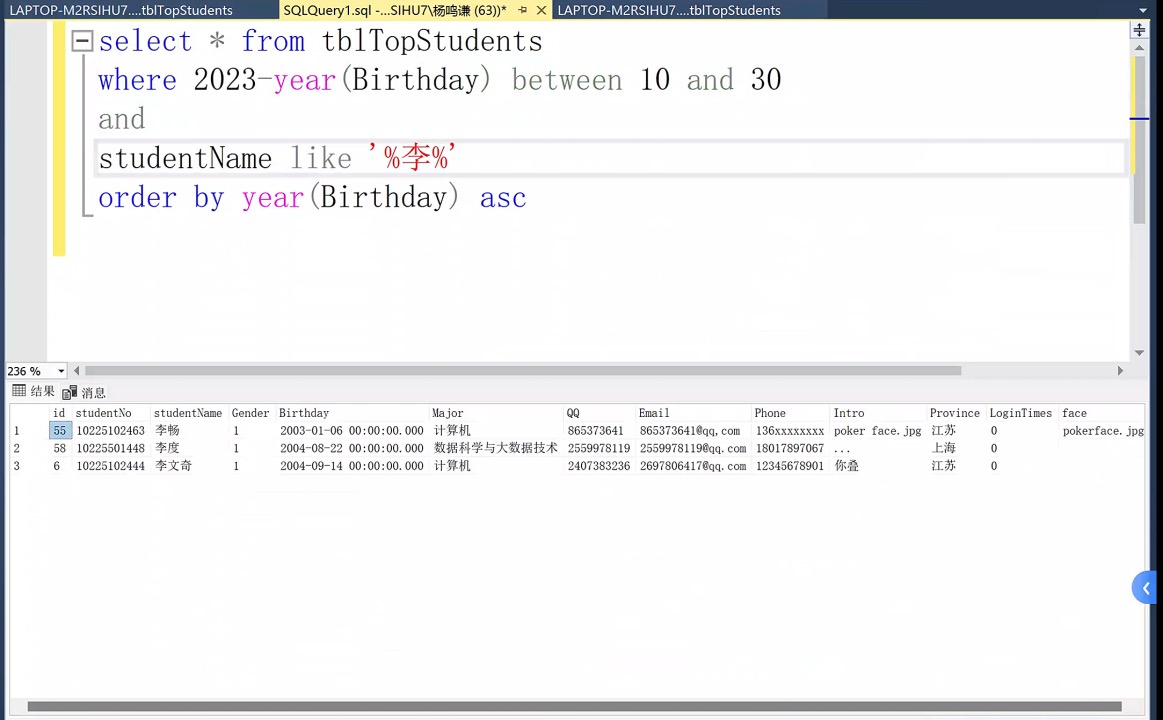 LAPTOP-M2RSIHU7....tblTopStudents SQLQuery1.sql -...SIHU7\杨鸣谦 (63))* LAPTOP-M2RSIHU7....tblTopStudents
select * from tblTopStudents
where 2023-year(Birthday) between 10 and 30
and
studentName like '%李%'
order by year(Birthday) asc
236 %
结果 消息
id studentNo studentName Gender Birthday Major QQ Email Phone Intro Province LoginTimes face
1 55 10225102463 李畅 1 2003-01-06 00:00:00.000 计算机 865373641 865373641@qq,com 136xxxxxxxx poker face.jpg 江苏 0 pokerface.jpg
2 58 10225501448 李度 1 2004-08-22 00:00:00.000 数据科学与大数据技术 2559978119 2559978119@qq.com 18017897067 ... 上海 0
3 6 10225102444 李文奇 1 2004-09-14 00:00:00.000 计算机 2407383236 2697806417@qq.com 12345678901 你叠 江苏 0